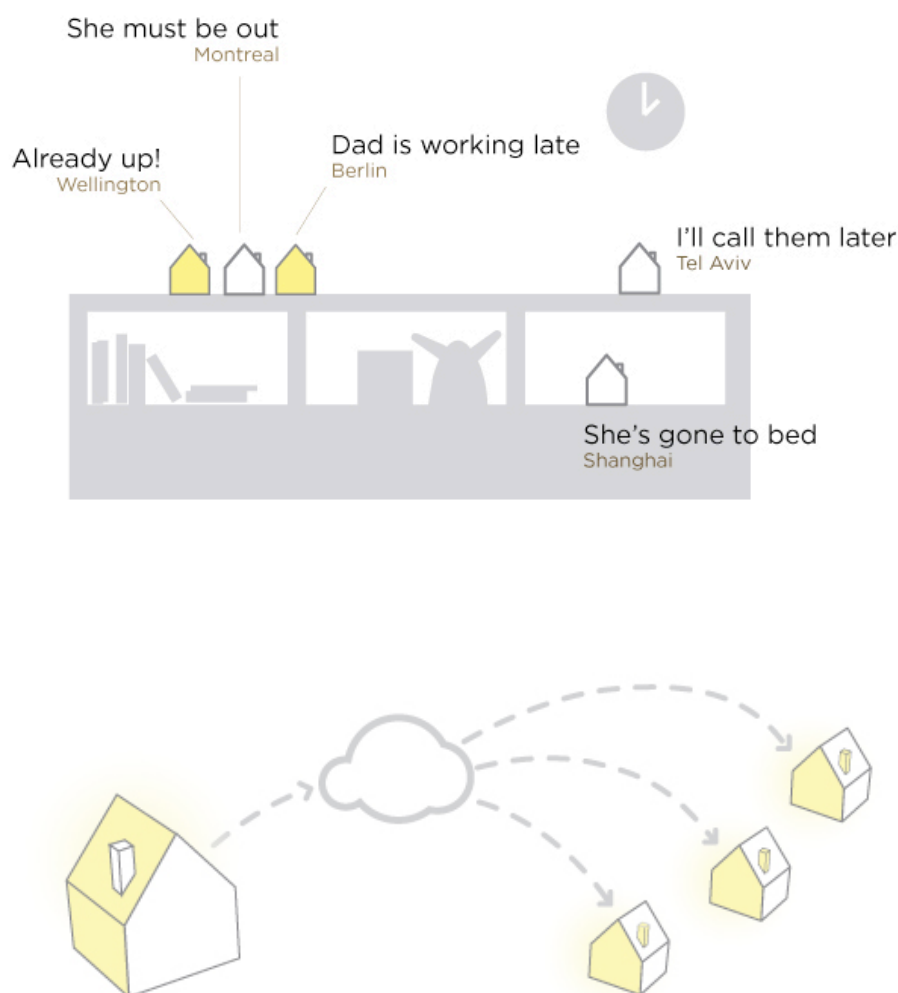 She must be out
Montreal
Already up!
Wellington
Dad is working late
Berlin
I'll call them later
Tel Aviv
She's gone to bed
Shanghai